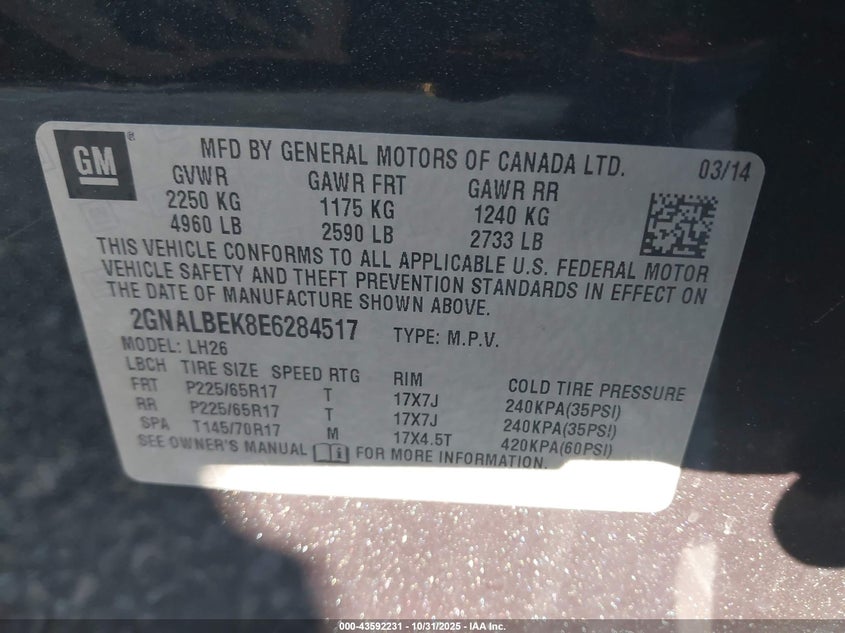 GM ®
MFD BY GENERAL MOTORS OF CANADA LTD. 03/14
GVWR GAWR FRT GAWR RR
2250 KG 1175 KG 1240 KG
4960 LB 2590 LB 2733 LB
THIS VEHICLE CONFORMS TO ALL APPLICABLE U.S. FEDERAL MOTOR
VEHICLE SAFETY AND THEFT PREVENTION STANDARDS IN EFFECT ON
THE DATE OF MANUFACTURE SHOWN ABOVE.
2GNALBEK8E6284517 TYPE: M.P.V.
MODEL: LH26
LBCH TIRE SIZE SPEED RTG RIM COLD TIRE PRESSURE
FRT P225/65R17 T 17X7J 240KPA(35PSI)
RR P225/65R17 T 17X7J 240KPA(35PSI)
SPA T145/70R17 M 17X4.5T 420KPA(60PSI)
SEE OWNER'S MANUAL i FOR MORE INFORMATION.
000-43592231 - 10/31/2025 - IAA Inc.